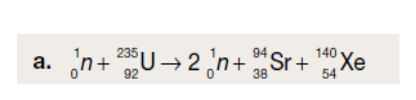 a. ¹₀n + ²³⁵₉₂U → 2 ¹₀n + ⁹⁴₃₈Sr + ¹⁴⁰₅₄Xe